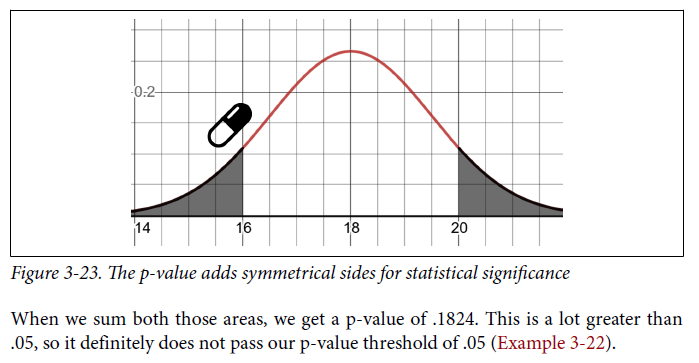 0.2
14 16 18 20
Figure 3-23. The p-value adds symmetrical sides for statistical significance
When we sum both those areas, we get a p-value of .1824. This is a lot greater than
.05, so it definitely does not pass our p-value threshold of .05 (Example 3-22).